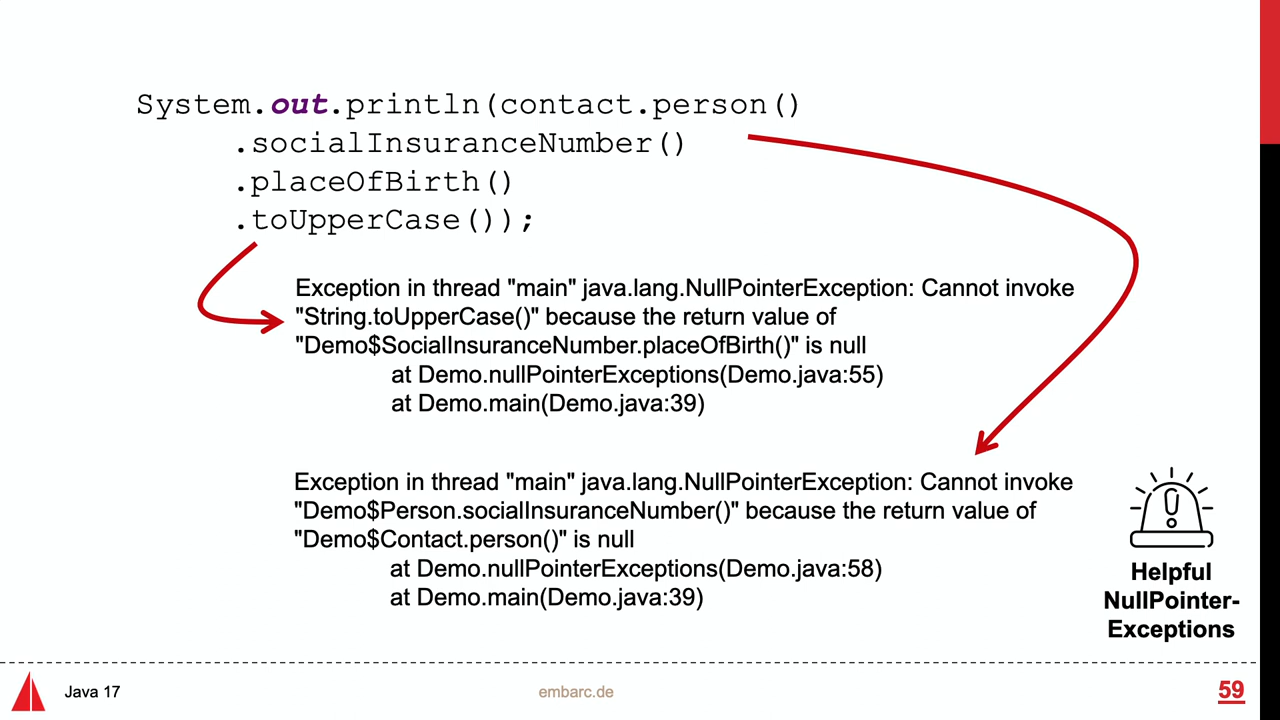 System.out.println(contact.person()
.socialInsuranceNumber()
.placeOfBirth()
.toUpperCase());
Exception in thread "main" java.lang.NullPointerException: Cannot invoke
"String.toUpperCase()" because the return value of
"Demo$SocialInsuranceNumber.placeOfBirth()" is null
at Demo.nullPointerExceptions(Demo.java:55)
at Demo.main(Demo.java:39)
Exception in thread "main" java.lang.NullPointerException: Cannot invoke
"Demo$Person.socialInsuranceNumber()" because the return value of
"Demo$Contact.person()" is null
at Demo.nullPointerExceptions(Demo.java:58)
at Demo.main(Demo.java:39)
Helpful
NullPointer-
Exceptions
Java 17
embarc.de
59